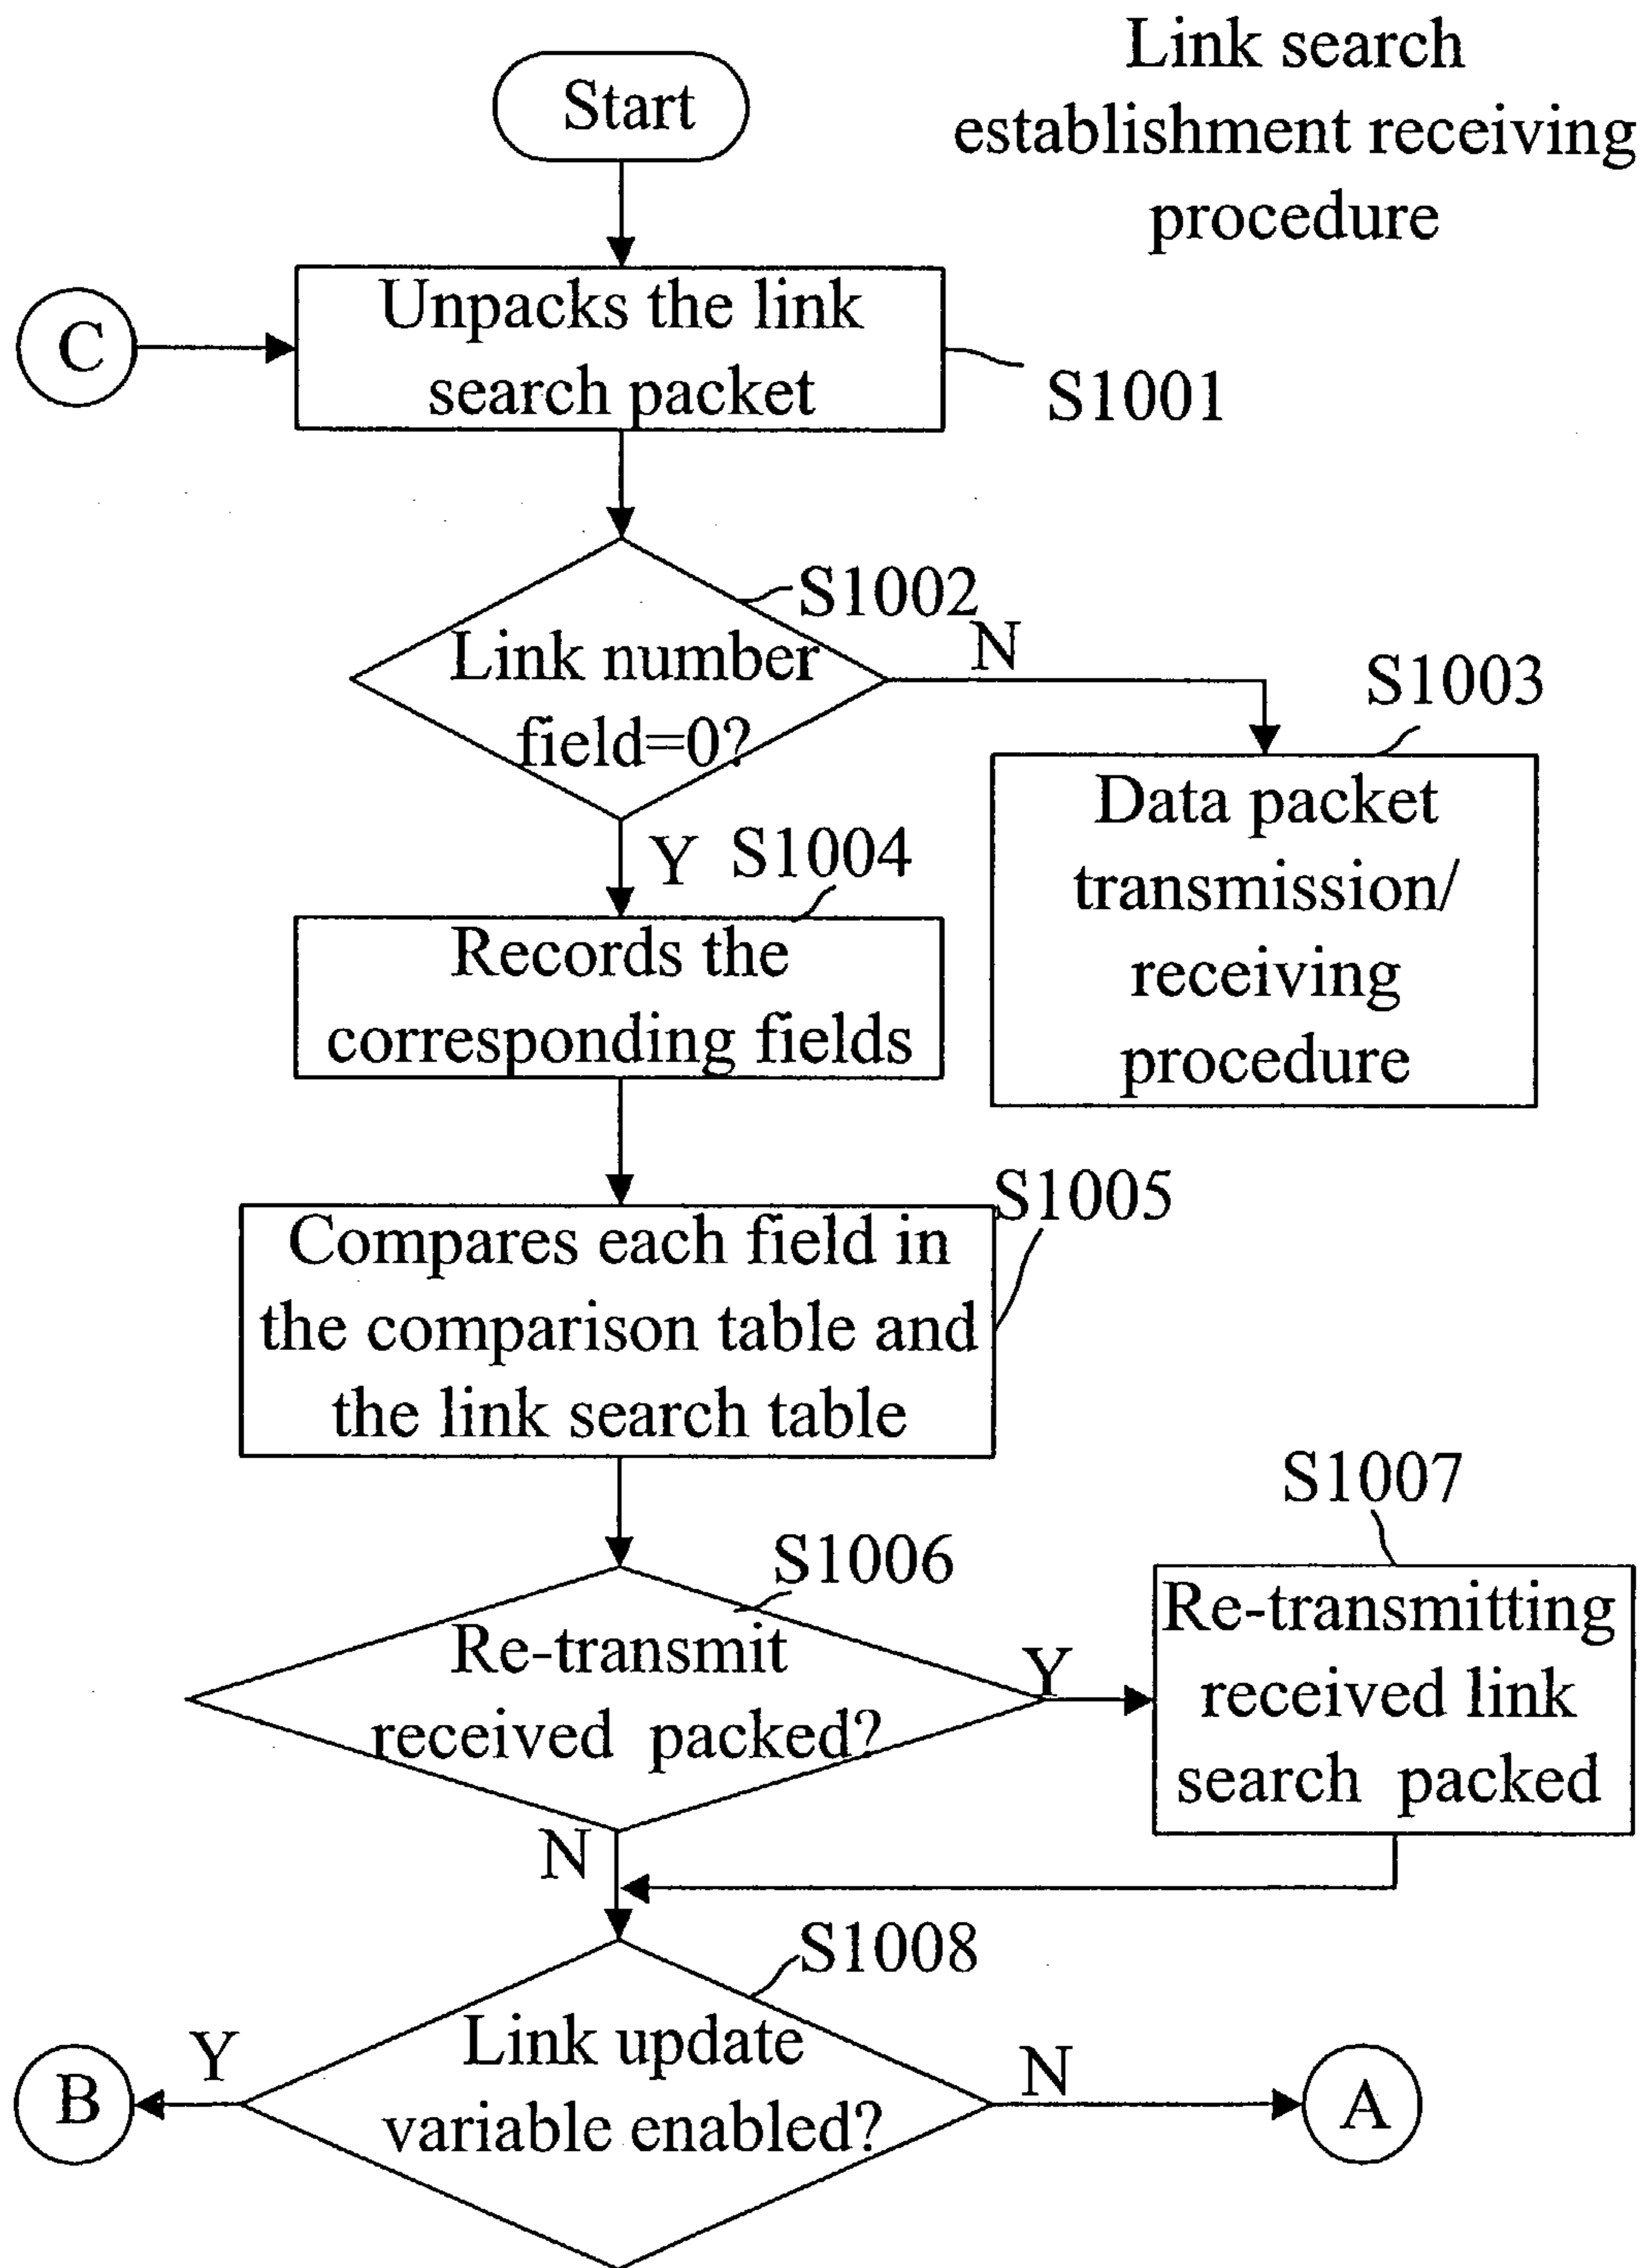 Link search
establishment receiving
procedure
Start
C
Unpacks the link
search packet
S1001
S1002
Link number
field=0?
N
S1003
Data packet
transmission/
receiving
procedure
Y
S1004
Records the
corresponding fields
S1005
Compares each field in
the comparison table and
the link search table
S1006
Re-transmit
received packed?
Y
S1007
Re-transmitting
received link
search packed
N
S1008
Link update
variable enabled?
Y
B
N
A